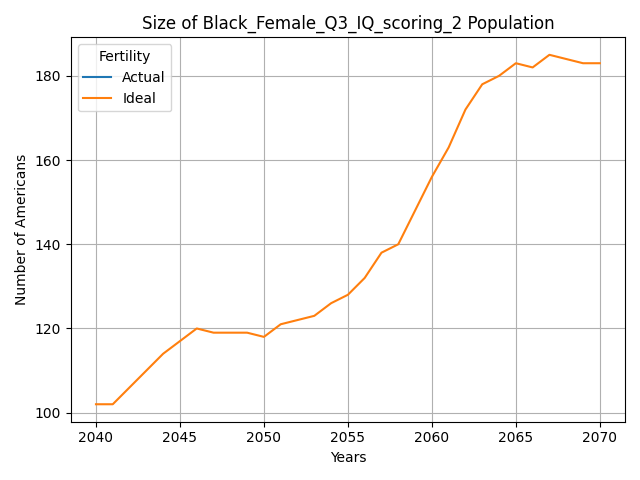 Size of Black_Female_Q3_IQ_scoring_2 Population
Fertility
Actual
Ideal
Number of Americans
180
160
140
120
100
2040 2045 2050 2055 2060 2065 2070
Years